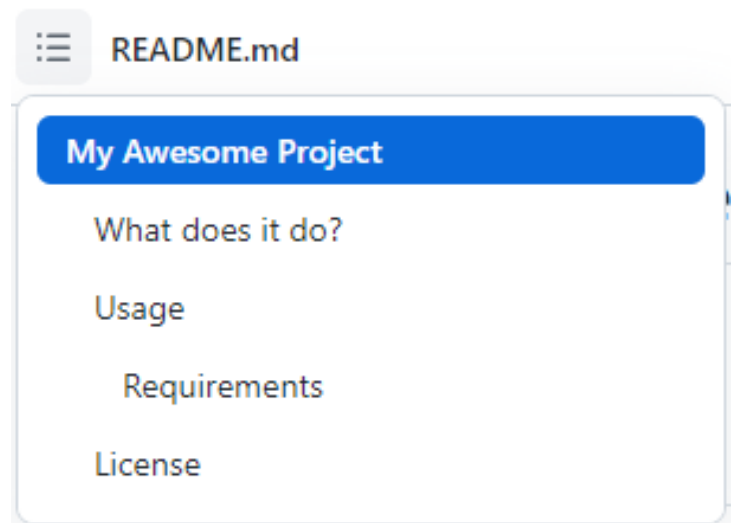 README.md
My Awesome Project
What does it do?
Usage
Requirements
License